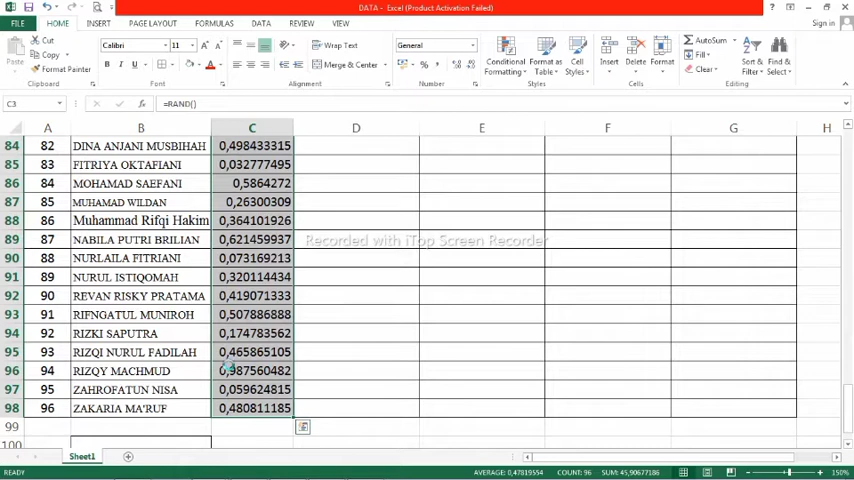 DATA - Excel (Product Activation Failed)
FILE HOME INSERT PAGE LAYOUT FORMULAS DATA REVIEW VIEW Sign in
Cut
Copy
Format Painter
Paste
Clipboard
Calibri 11
B I U
Font
Wrap Text
Merge & Center
Alignment
General
%
Number
Conditional Formatting
Format as Table
Cell Styles
Styles
Insert Delete Format
Cells
AutoSum
Fill
Clear
Sort & Filter
Find & Select
Editing
C3 fx =RAND()
A B C D E F G H
84 82 DINA ANJANI MUSBIHAH 0,498433315
85 83 FITRIYA OKTAFIANI 0,032777495
86 84 MOHAMAD SAEFANI 0,5864272
87 85 MUHAMAD WILDAN 0,26300309
88 86 Muhammad Rifqi Hakim 0,364101926
89 87 NABILA PUTRI BRILIAN 0,621459937
Recorded with iTop Screen Recorder
90 88 NURLAILA FITRIANI 0,073169213
91 89 NURUL ISTIQOMAH 0,320114434
92 90 REVAN RISKY PRATAMA 0,419071333
93 91 RIFNGATUL MUNIROH 0,507886888
94 92 RIZKI SAPUTRA 0,174783562
95 93 RIZQI NURUL FADILAH 0,465865105
96 94 RIZQY MACHMUD 0,987560482
97 95 ZAHROFATUN NISA 0,059624815
98 96 ZAKARIA MA'RUF 0,480811185
99
100
Sheet1
READY AVERAGE: 0,47819554 COUNT: 96 SUM: 45,90677186 150%